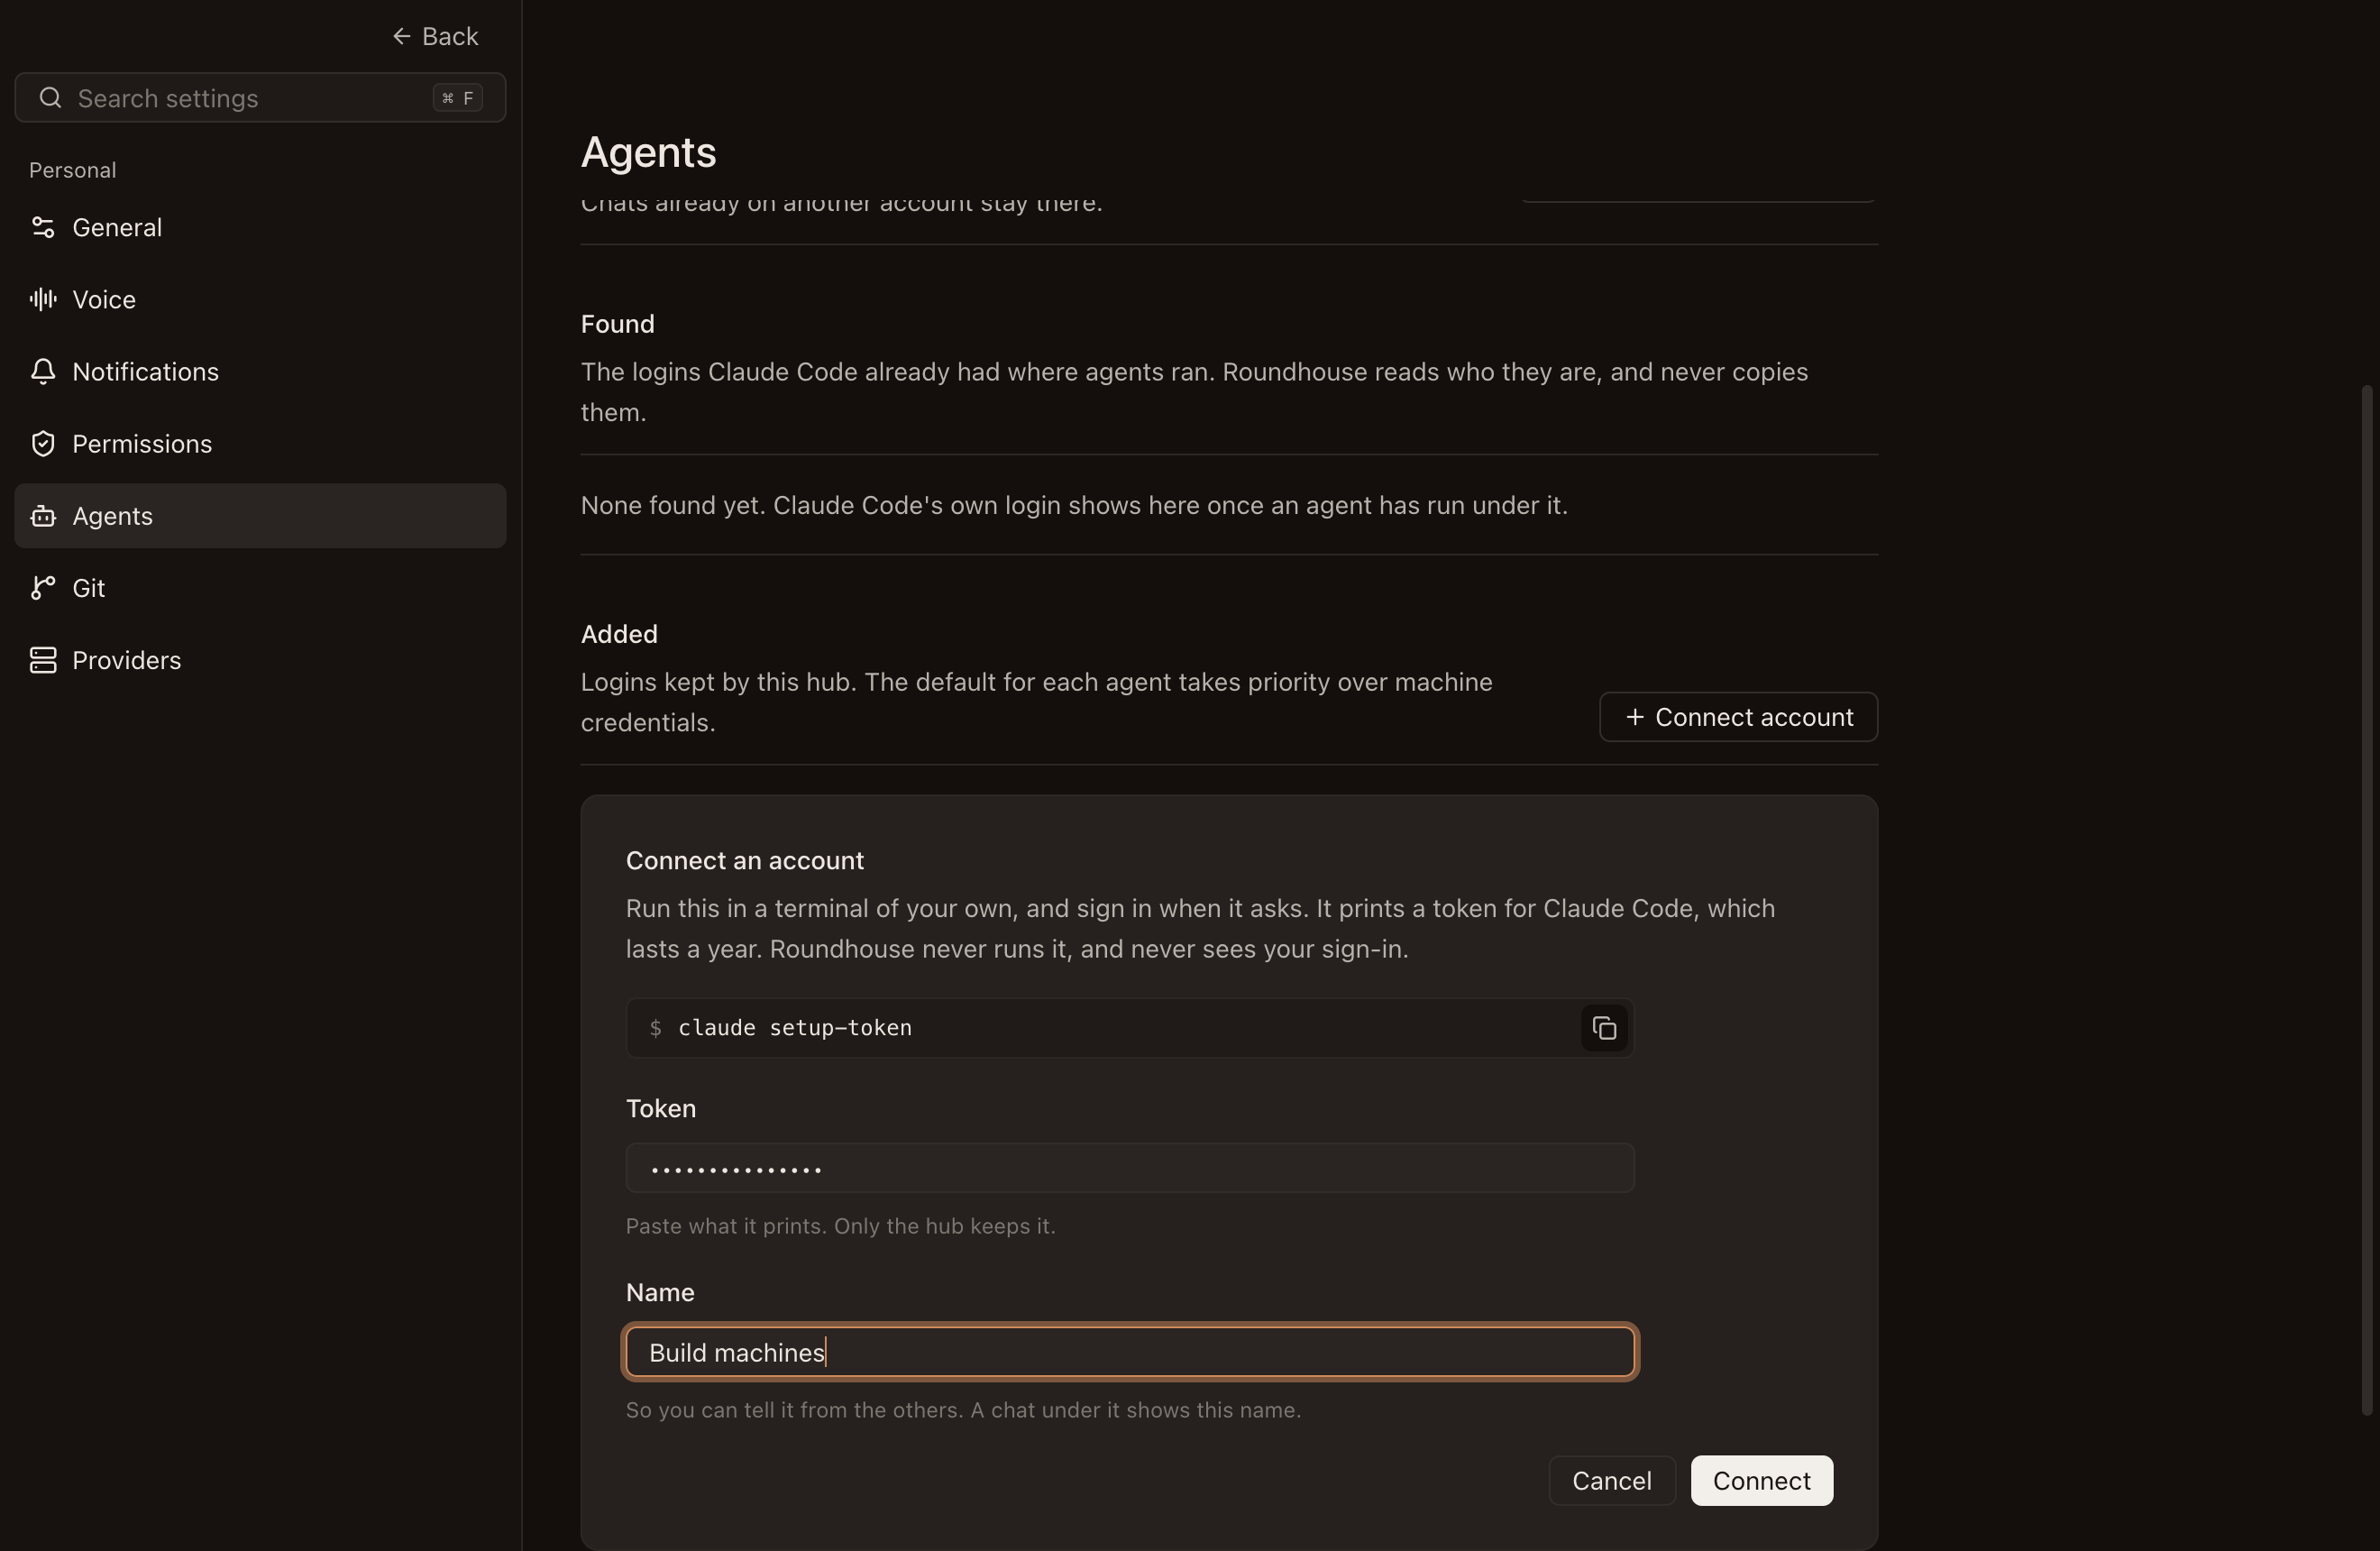 Back
Search settings
⌘ F
Personal
General
Voice
Notifications
Permissions
Agents
Git
Providers
Agents
Chats already on another account stay there.
Found
The logins Claude Code already had where agents ran. Roundhouse reads who they are, and never copies
them.
None found yet. Claude Code's own login shows here once an agent has run under it.
Added
Logins kept by this hub. The default for each agent takes priority over machine
credentials.
+ Connect account
Connect an account
Run this in a terminal of your own, and sign in when it asks. It prints a token for Claude Code, which
lasts a year. Roundhouse never runs it, and never sees your sign-in.
$ claude setup-token
Token
•••••••••••••••
Paste what it prints. Only the hub keeps it.
Name
Build machines
So you can tell it from the others. A chat under it shows this name.
Cancel
Connect